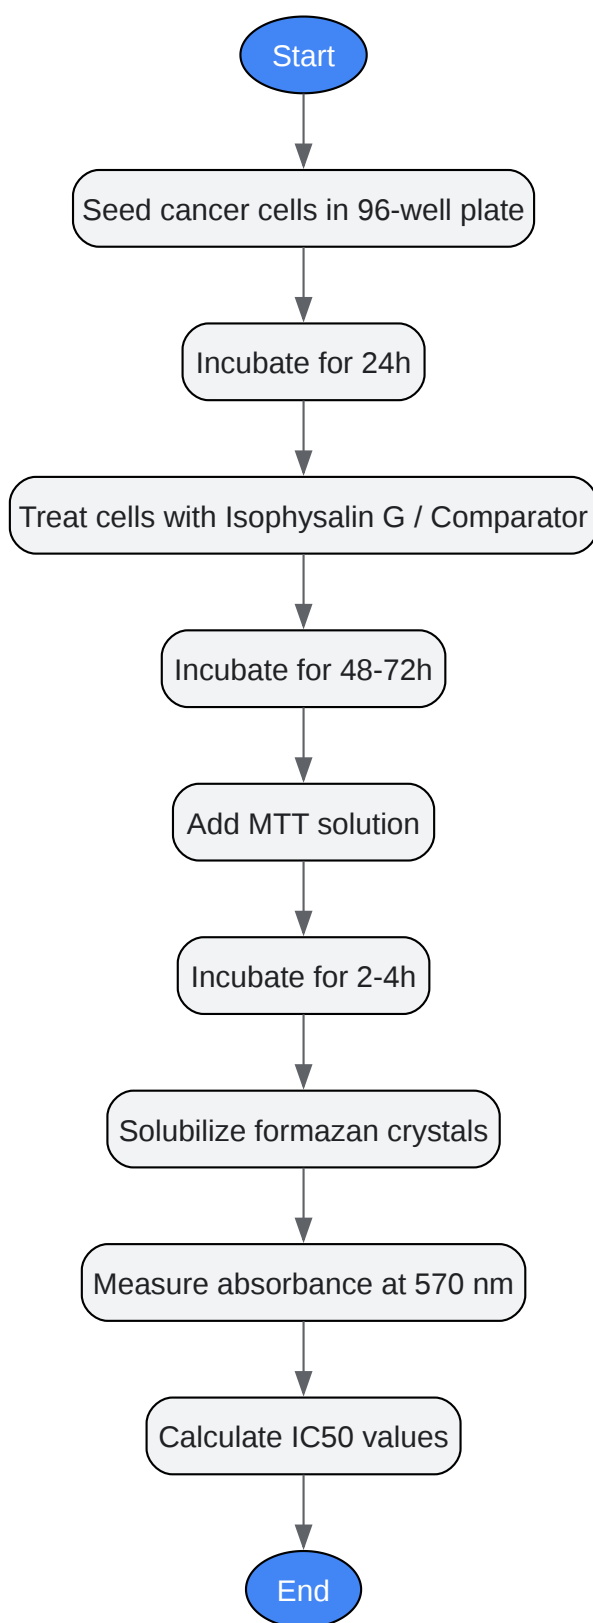 Start
Seed cancer cells in 96-well plate
Incubate for 24h
Treat cells with Isophysalin G / Comparator
Incubate for 48-72h
Add MTT solution
Incubate for 2-4h
Solubilize formazan crystals
Measure absorbance at 570 nm
Calculate IC50 values
End